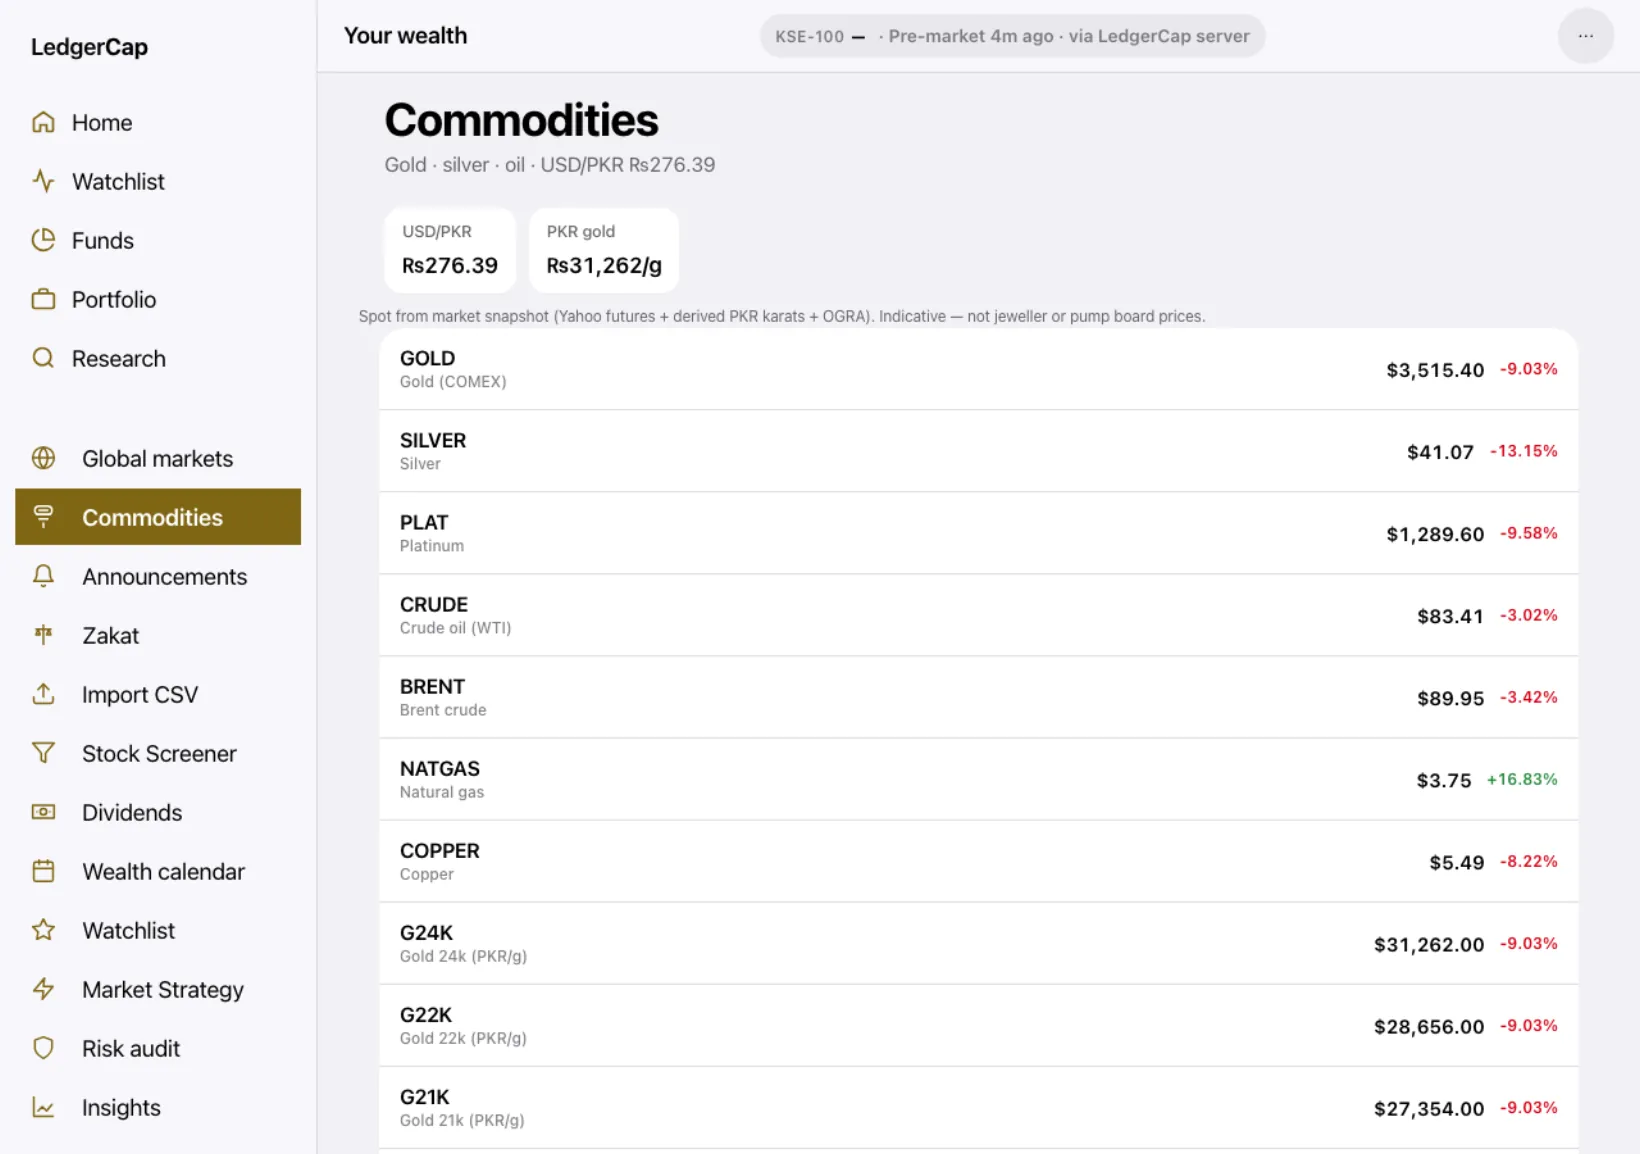 LedgerCap
Home
Watchlist
Funds
Portfolio
Research
Global markets
Commodities
Announcements
Zakat
Import CSV
Stock Screener
Dividends
Wealth calendar
Watchlist
Market Strategy
Risk audit
Insights
Your wealth
KSE-100 — · Pre-market 4m ago · via LedgerCap server
...
Commodities
Gold · silver · oil · USD/PKR Rs276.39
USD/PKR
Rs276.39
PKR gold
Rs31,262/g
Spot from market snapshot (Yahoo futures + derived PKR karats + OGRA). Indicative — not jeweller or pump board prices.
GOLD
Gold (COMEX)
$3,515.40 -9.03%
SILVER
Silver
$41.07 -13.15%
PLAT
Platinum
$1,289.60 -9.58%
CRUDE
Crude oil (WTI)
$83.41 -3.02%
BRENT
Brent crude
$89.95 -3.42%
NATGAS
Natural gas
$3.75 +16.83%
COPPER
Copper
$5.49 -8.22%
G24K
Gold 24k (PKR/g)
$31,262.00 -9.03%
G22K
Gold 22k (PKR/g)
$28,656.00 -9.03%
G21K
Gold 21k (PKR/g)
$27,354.00 -9.03%